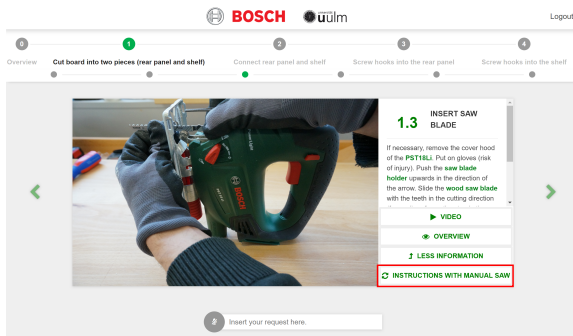 BOSCH
universität
uulm
Logout
0
1
2
3
4
Overview
Cut board into two pieces (rear panel and shelf)
Connect rear panel and shelf
Screw hooks into the rear panel
Screw hooks into the shelf
1.3
INSERT SAW
BLADE
If necessary, remove the cover hood
of the PST18Li. Put on gloves (risk
of injury). Push the saw blade
holder upwards in the direction of
the arrow. Slide the wood saw blade
with the teeth in the cutting direction
BOSCH
VIDEO
OVERVIEW
LESS INFORMATION
INSTRUCTIONS WITH MANUAL SAW
Insert your request here.